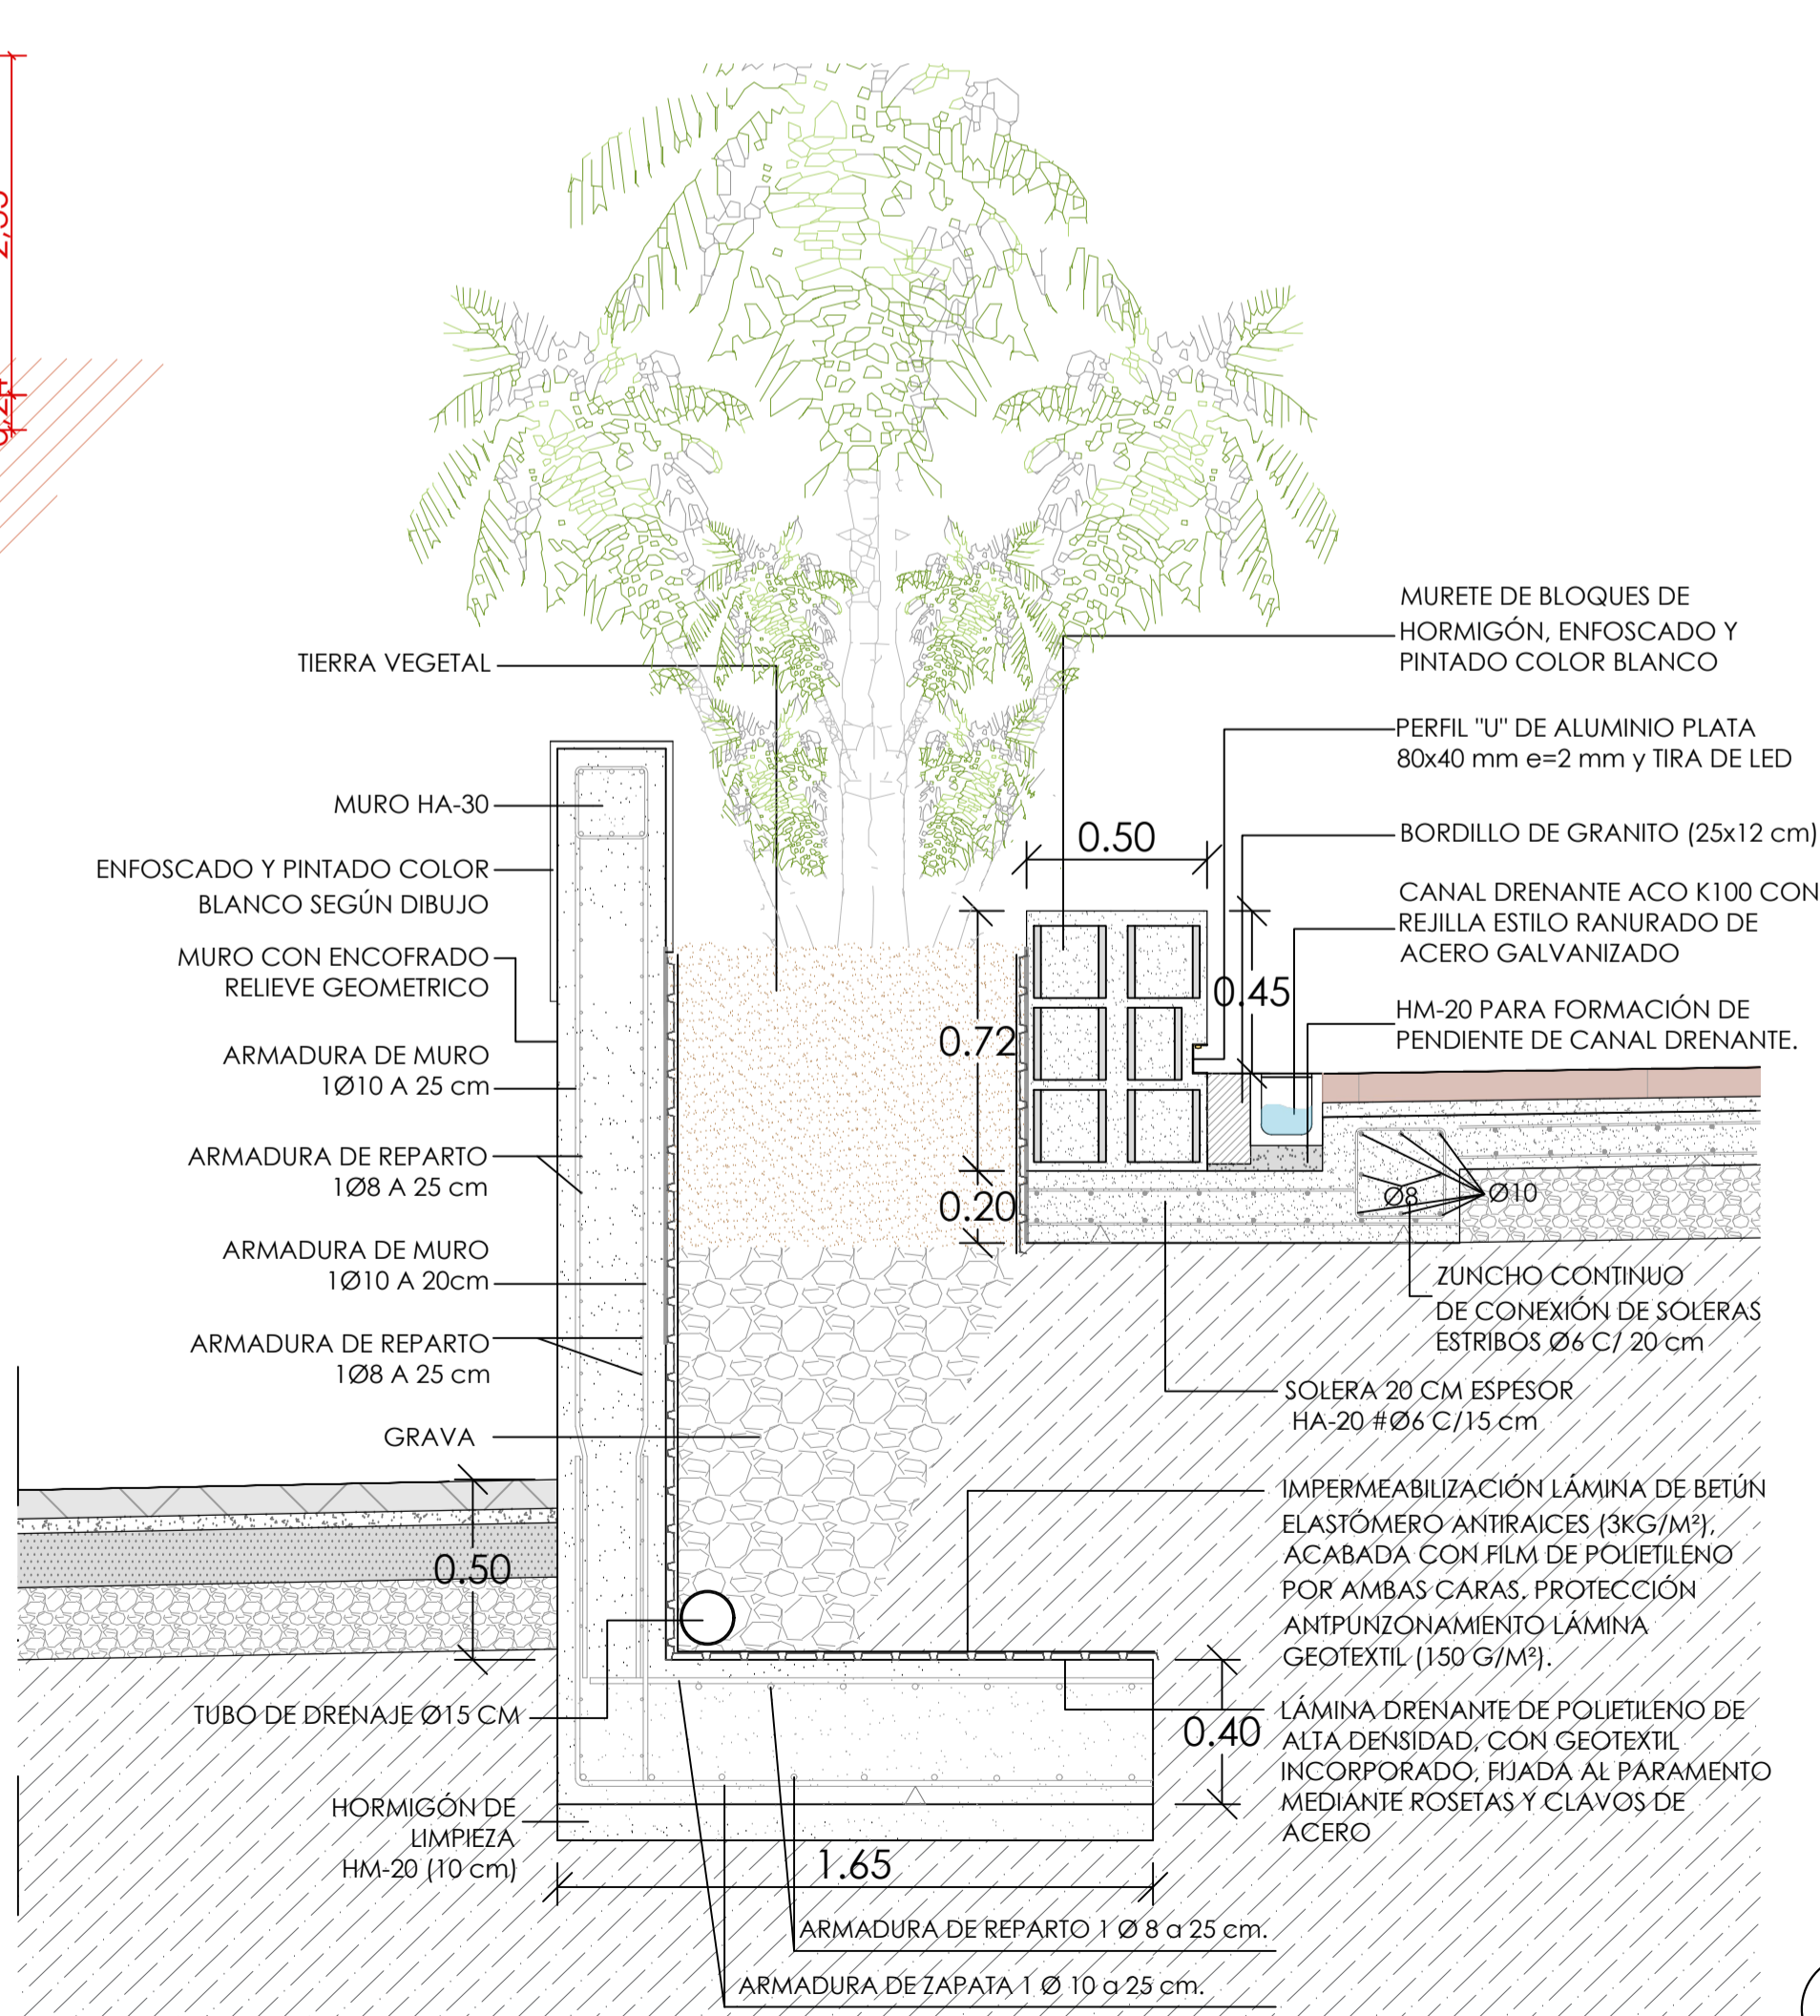 TIERRA VEGETAL
MURO HA-30
ENFOSCADO Y PINTADO COLOR
BLANCO SEGÚN DIBUJO
MURO CON ENCOFRADO
RELIEVE GEOMETRICO
ARMADURA DE MURO
1Ø10 A 25 cm
ARMADURA DE REPARTO
1Ø8 A 25 cm
ARMADURA DE MURO
1Ø10 A 20cm
ARMADURA DE REPARTO
1Ø8 A 25 cm
GRAVA
0.50
TUBO DE DRENAJE Ø15 CM
HORMIGÓN DE
LIMPIEZA
HM-20 (10 cm)
MURETE DE BLOQUES DE
HORMIGÓN, ENFOSCADO Y
PINTADO COLOR BLANCO
PERFIL "U" DE ALUMINIO PLATA
80x40 mm e=2 mm y TIRA DE LED
0.50
BORDILLO DE GRANITO (25x12 cm)
CANAL DRENANTE ACO K100 CON
REJILLA ESTILO RANURADO DE
ACERO GALVANIZADO
0.45
HM-20 PARA FORMACIÓN DE
PENDIENTE DE CANAL DRENANTE.
0.72
0.20
Ø8
Ø10
ZUNCHO CONTINUO
DE CONEXIÓN DE SOLERAS
ESTRIBOS Ø6 C/ 20 cm
SOLERA 20 CM ESPESOR
HA-20 #Ø6 C/15 cm
IMPERMEABILIZACIÓN LÁMINA DE BETÚN
ELASTÓMERO ANTIRAICES (3KG/M²),
ACABADA CON FILM DE POLIETILENO
POR AMBAS CARAS. PROTECCIÓN
ANTPUNZONAMIENTO LÁMINA
GEOTEXTIL (150 G/M²).
LÁMINA DRENANTE DE POLIETILENO DE
ALTA DENSIDAD, CON GEOTEXTIL
INCORPORADO, FIJADA AL PARAMENTO
MEDIANTE ROSETAS Y CLAVOS DE
ACERO
0.40
1.65
ARMADURA DE REPARTO 1 Ø 8 a 25 cm.
ARMADURA DE ZAPATA 1 Ø 10 a 25 cm.